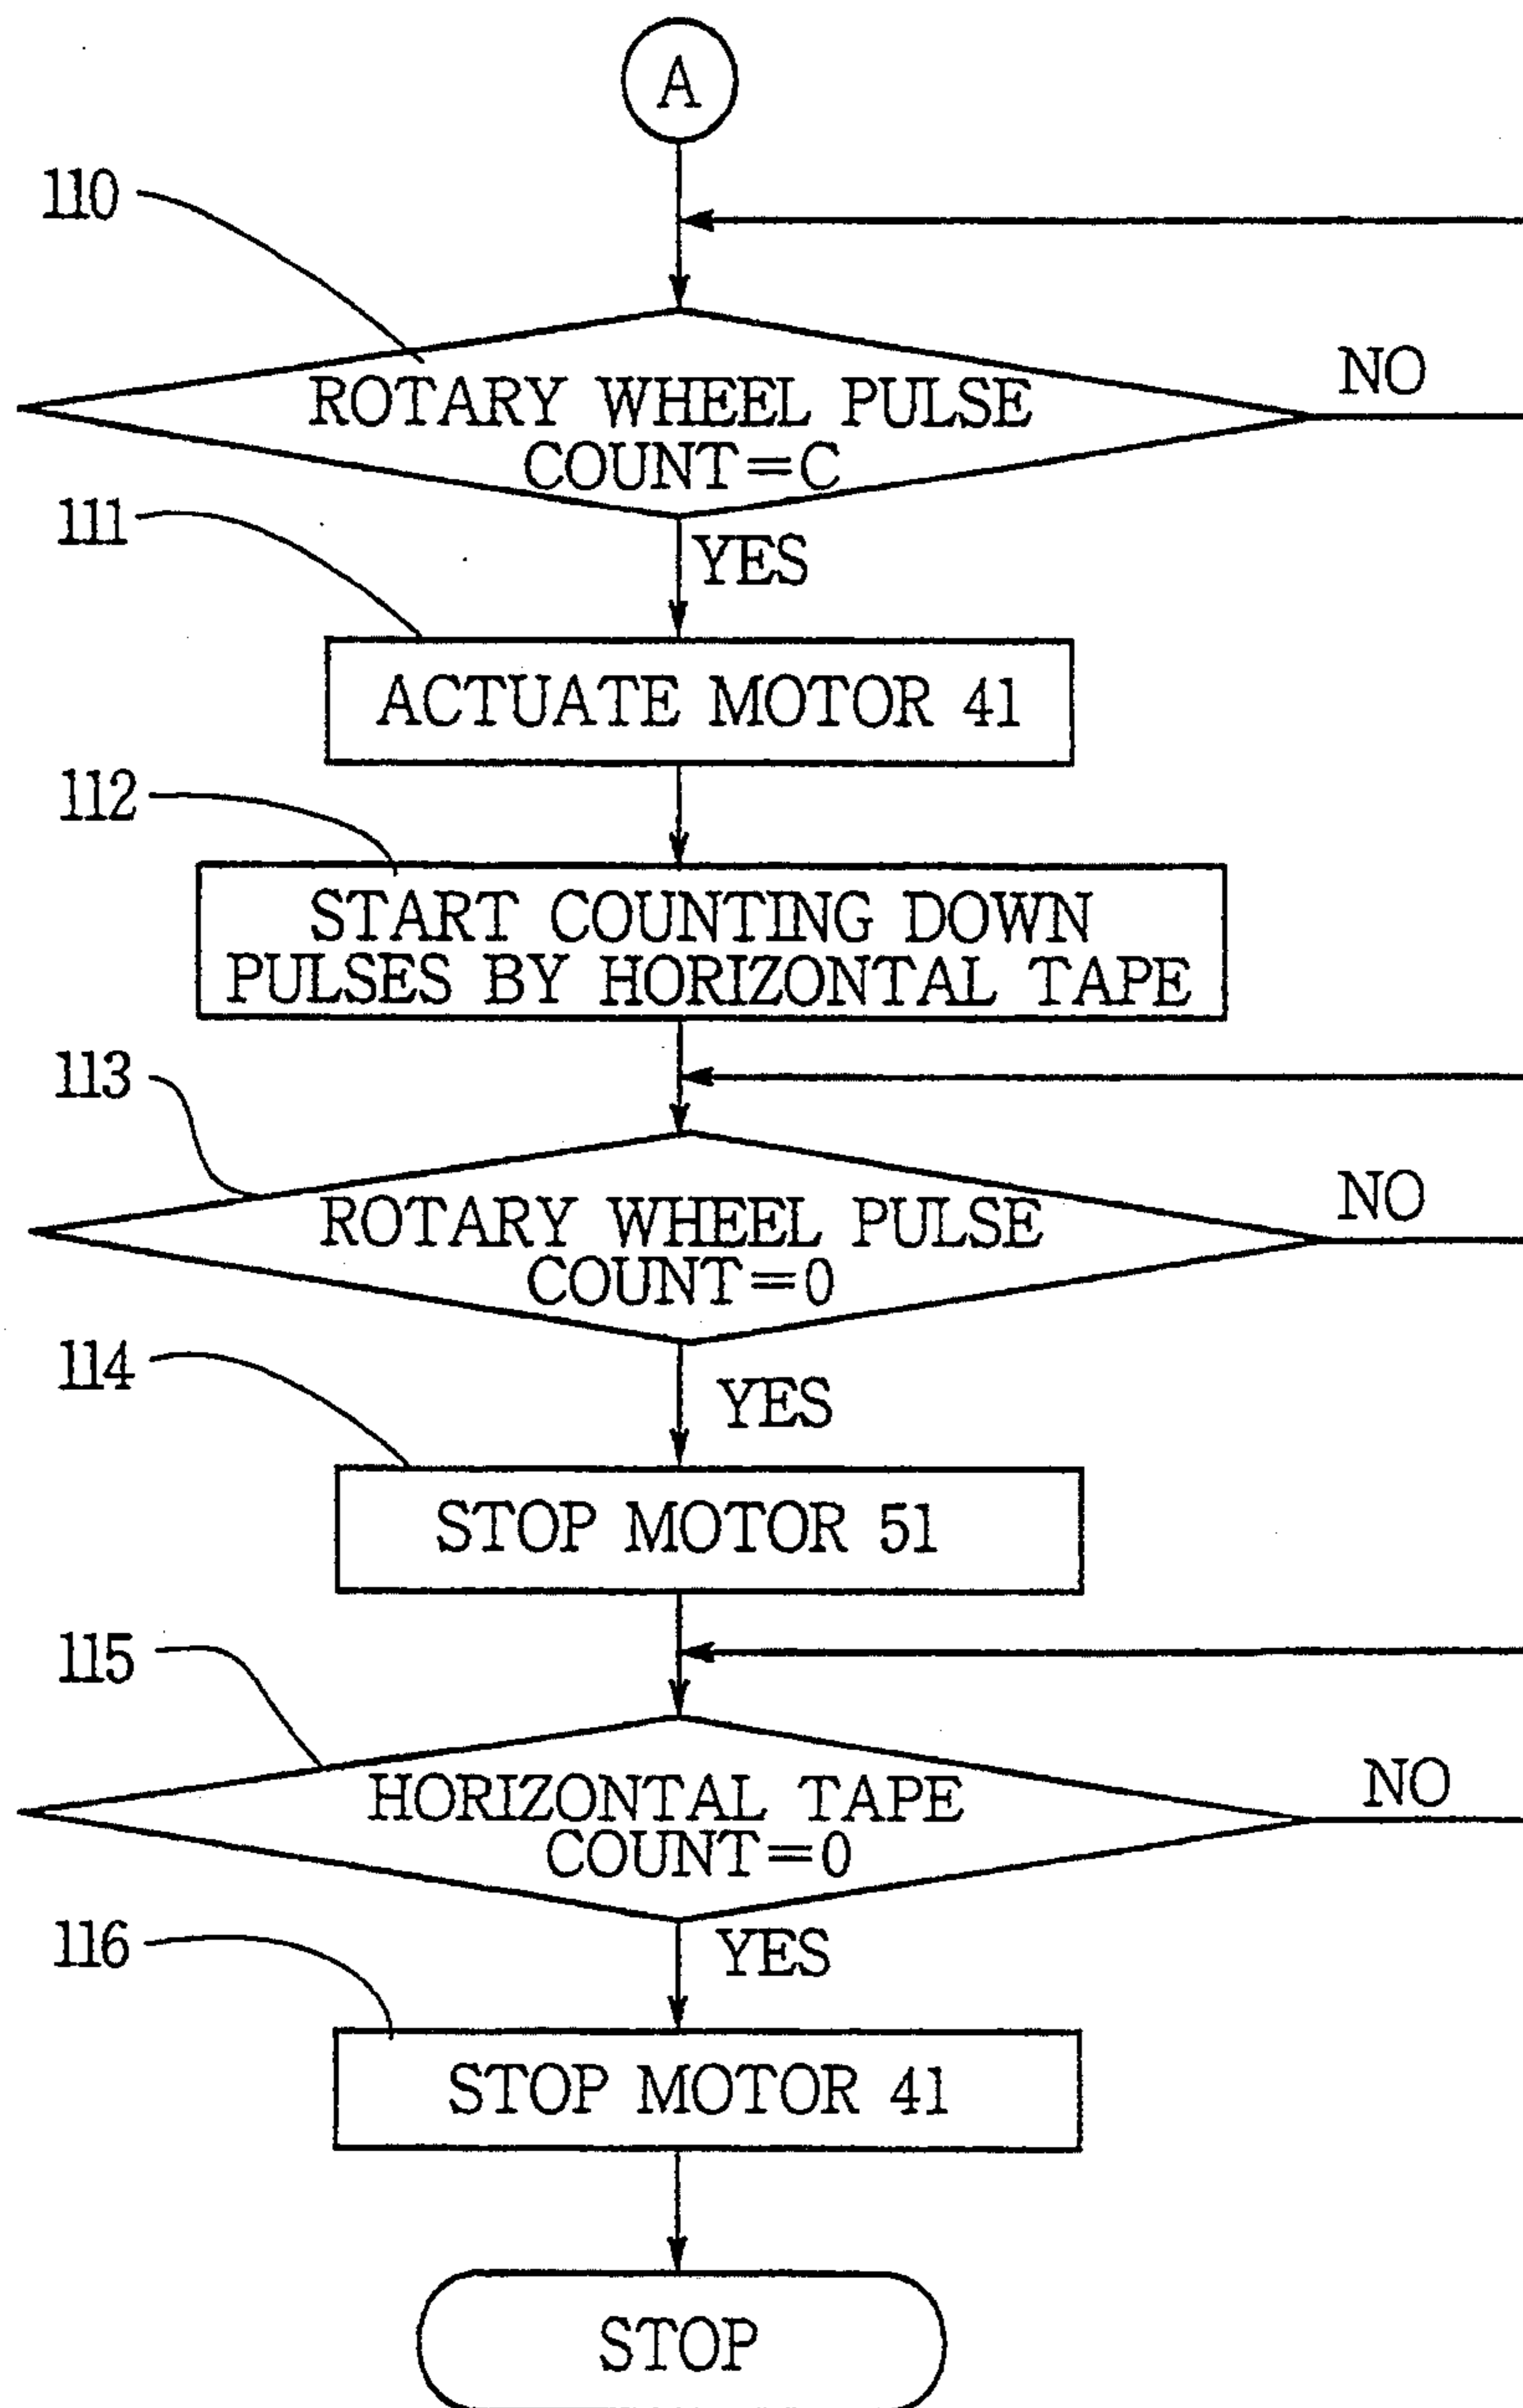 A
110
ROTARY WHEEL PULSE
COUNT=C
NO
111
YES
ACTUATE MOTOR 41
112
START COUNTING DOWN
PULSES BY HORIZONTAL TAPE
113
ROTARY WHEEL PULSE
COUNT=0
NO
114
YES
STOP MOTOR 51
115
HORIZONTAL TAPE
COUNT=0
NO
116
YES
STOP MOTOR 41
STOP